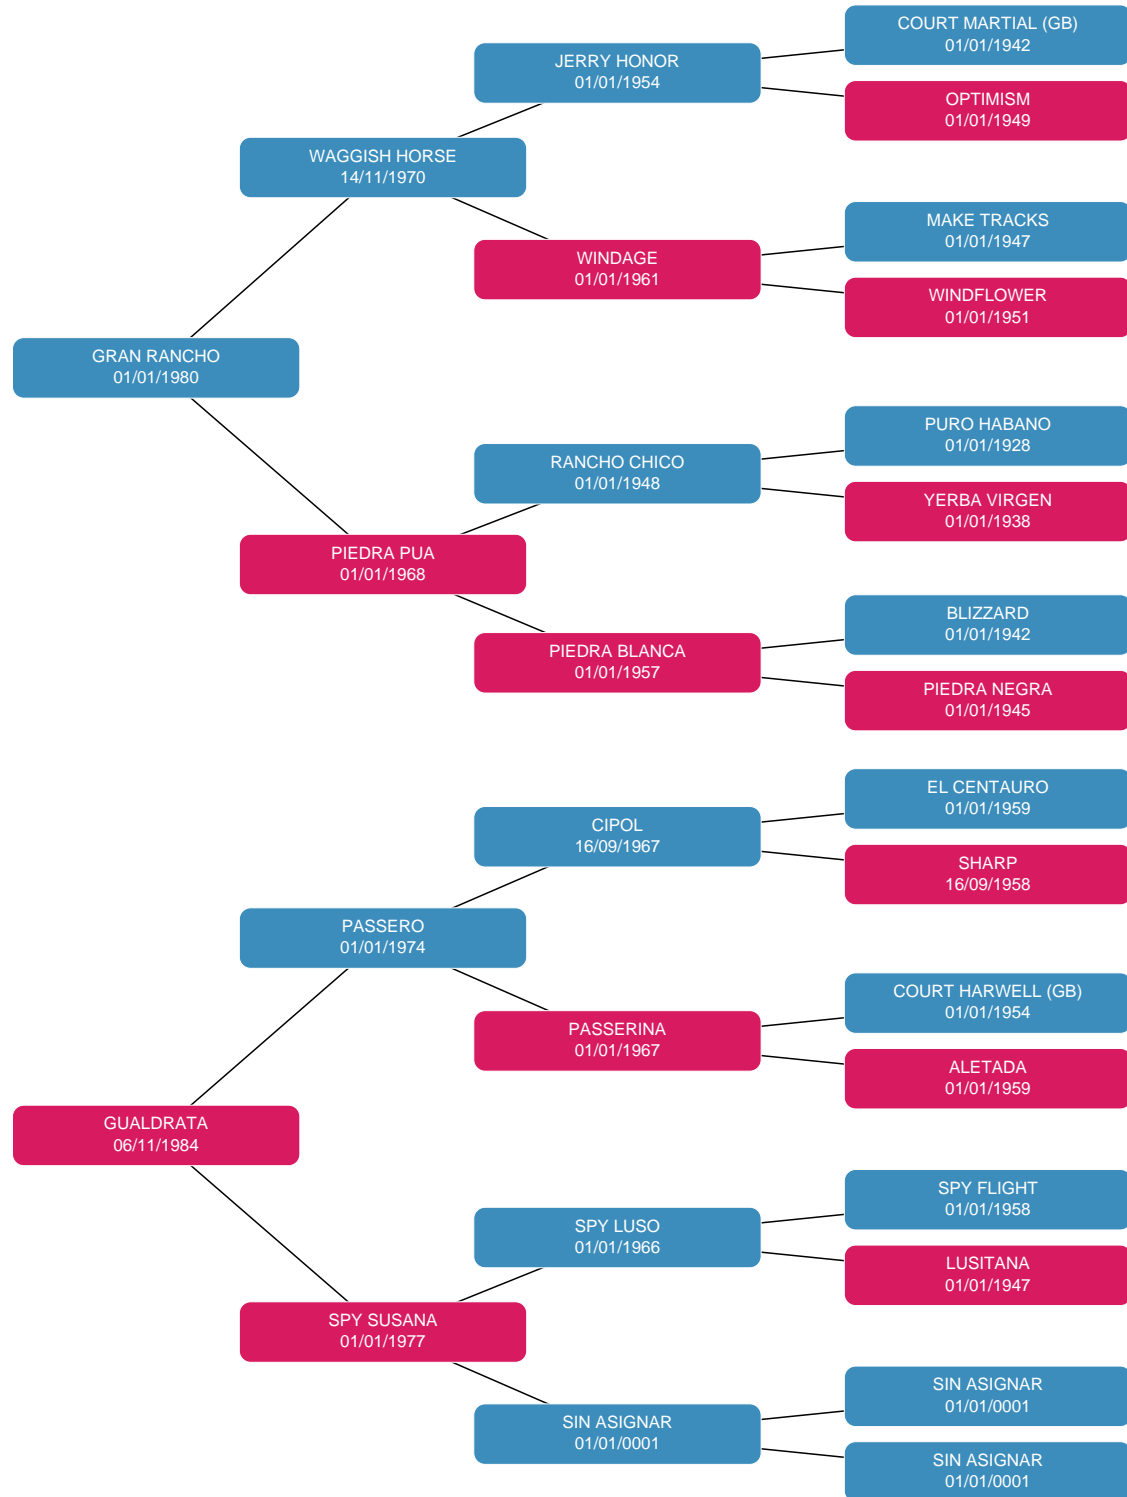 COURT MARTIAL (GB)
01/01/1942
JERRY HONOR
01/01/1954
OPTIMISM
01/01/1949
WAGGISH HORSE
14/11/1970
MAKE TRACKS
01/01/1947
WINDAGE
01/01/1961
WINDFLOWER
01/01/1951
GRAN RANCHO
01/01/1980
PURO HABANO
01/01/1928
RANCHO CHICO
01/01/1948
YERBA VIRGEN
01/01/1938
PIEDRA PUA
01/01/1968
BLIZZARD
01/01/1942
PIEDRA BLANCA
01/01/1957
PIEDRA NEGRA
01/01/1945
EL CENTAURO
01/01/1959
CIPOL
16/09/1967
SHARP
16/09/1958
PASSERO
01/01/1974
COURT HARWELL (GB)
01/01/1954
PASSERINA
01/01/1967
ALETADA
01/01/1959
GUALDRATA
06/11/1984
SPY FLIGHT
01/01/1958
SPY LUSO
01/01/1966
LUSITANA
01/01/1947
SPY SUSANA
01/01/1977
SIN ASIGNAR
01/01/0001
SIN ASIGNAR
01/01/0001
SIN ASIGNAR
01/01/0001